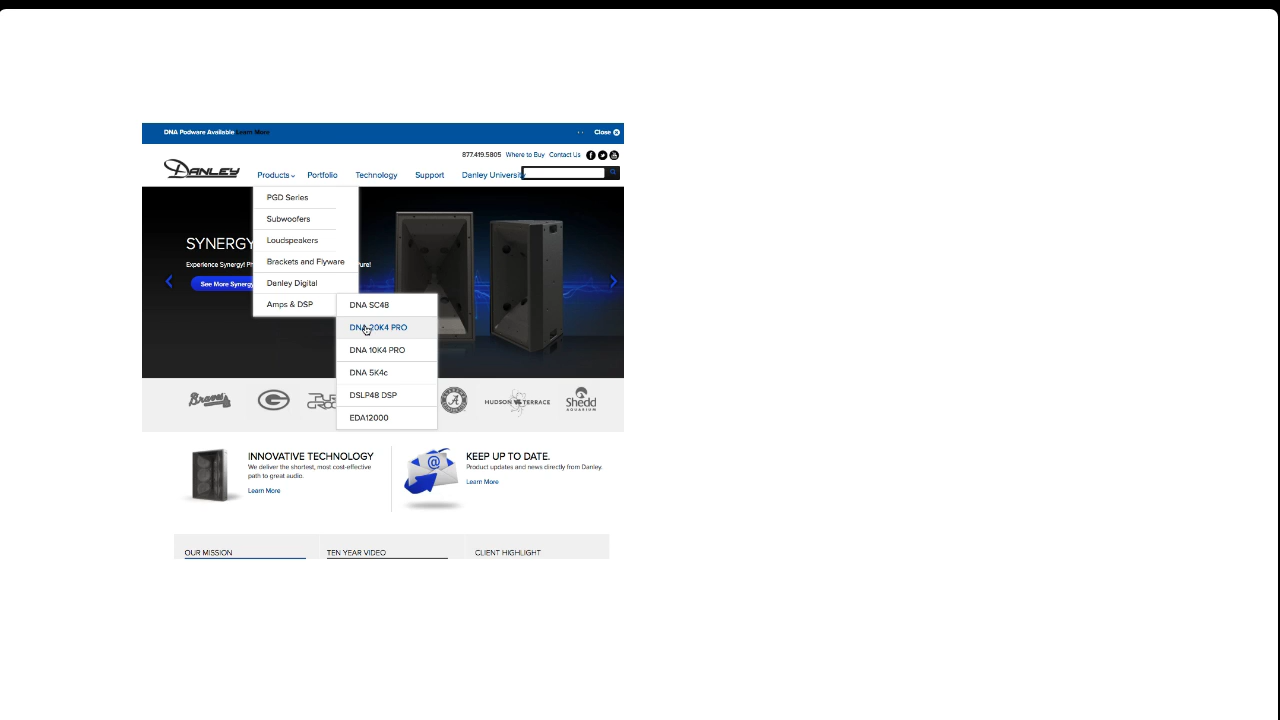 DNA Podware Available Learn More
Close
877.419.5805 Where to Buy Contact Us
DANLEY
Products Portfolio Technology Support Danley University
PGD Series
Subwoofers
Loudspeakers
Brackets and Flyware
Danley Digital
Amps & DSP
DNA SC48
DNA 20K4 PRO
DNA 10K4 PRO
DNA 5K4c
DSLP48 DSP
EDA12000
SYNERGY
Experience Synergy!
See More Synergy
Braves
G
HUDSON TERRACE
Shedd
AQUARIUM
INNOVATIVE TECHNOLOGY
We deliver the shortest, most cost-effective
path to great audio.
Learn More
KEEP UP TO DATE.
Product updates and news directly from Danley.
Learn More
OUR MISSION
TEN YEAR VIDEO
CLIENT HIGHLIGHT